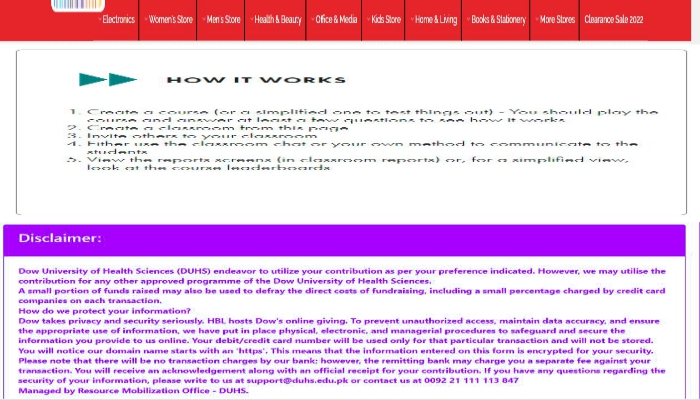 Electronics Women's Store Men's Store Health & Beauty Office & Media Kids Store Home & Living Books & Stationery More Stores Clearance Sale 2022
HOW IT WORKS
1. Create a course (or a simplified one to test things out) - You should play the
course and answer at least a few questions to see how it works
2. Create a classroom from this page
3. Invite others to your classroom
4. Either use the classroom chat or your own method to communicate to the
students
5. View the reports screens (in classroom reports) or, for a simplified view,
look at the course leaderboards
Disclaimer:
Dow University of Health Sciences (DUHS) endeavor to utilize your contribution as per your preference indicated. However, we may utilise the
contribution for any other approved programme of the Dow University of Health Sciences.
A small portion of funds raised may also be used to defray the direct costs of fundraising, including a small percentage charged by credit card
companies on each transaction.
How do we protect your information?
Dow takes privacy and security seriously. HBL hosts Dow's online giving. To prevent unauthorized access, maintain data accuracy, and ensure
the appropriate use of information, we have put in place physical, electronic, and managerial procedures to safeguard and secure the
information you provide to us online. Your debit/credit card number will be used only for that particular transaction and will not be stored.
You will notice our domain name starts with an 'https'. This means that the information entered on this form is encrypted for your security.
Please note that there will be no transaction charges by our bank; however, the remitting bank may charge you a separate fee against your
transaction. You will receive an acknowledgement along with an official receipt for your contribution. If you have any questions regarding the
security of your information, please write to us at support@duhs.edu.pk or contact us at 0092 21 111 113 847
Managed by Resource Mobilization Office - DUHS.